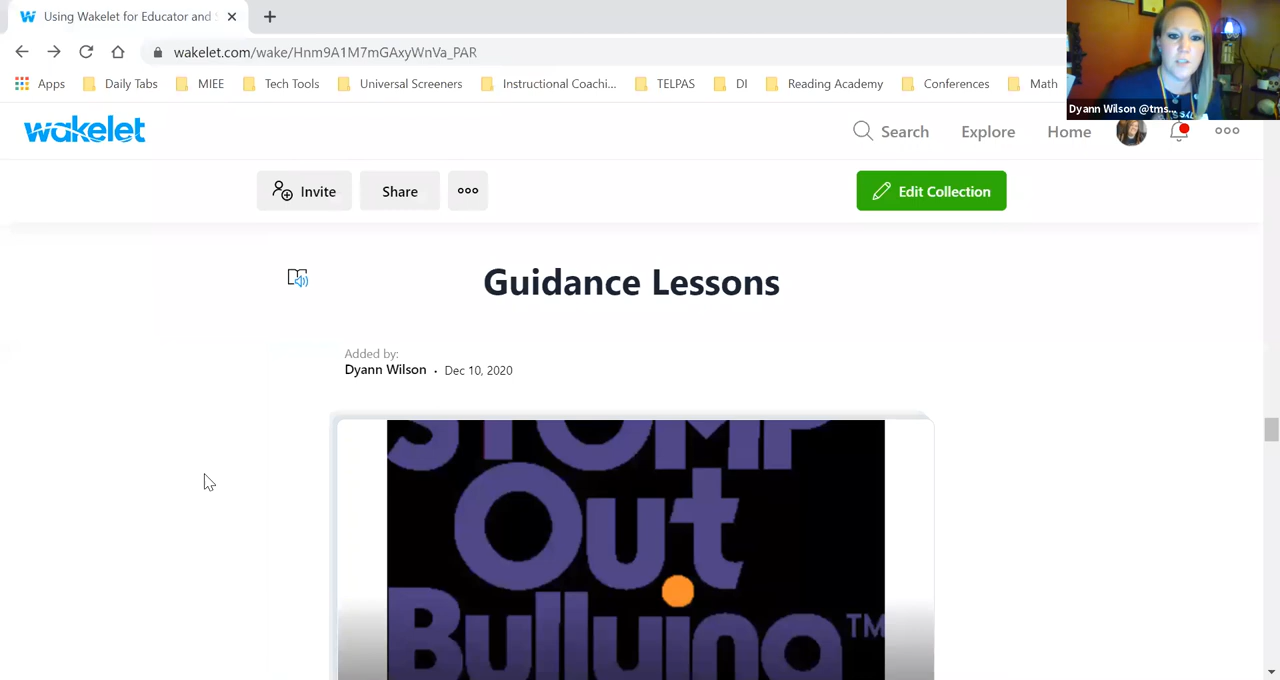 Using Wakelet for Educator and
wakelet.com/wake/Hnm9A1M7mGAxyWnVa_PAR
Apps Daily Tabs MIEE Tech Tools Universal Screeners Instructional Coachi... TELPAS DI Reading Academy Conferences Math
Dyann Wilson @tms...
wakelet Search Explore Home
Invite Share Edit Collection
Guidance Lessons
Added by:
Dyann Wilson • Dec 10, 2020
STOMP
Out
Bullying™